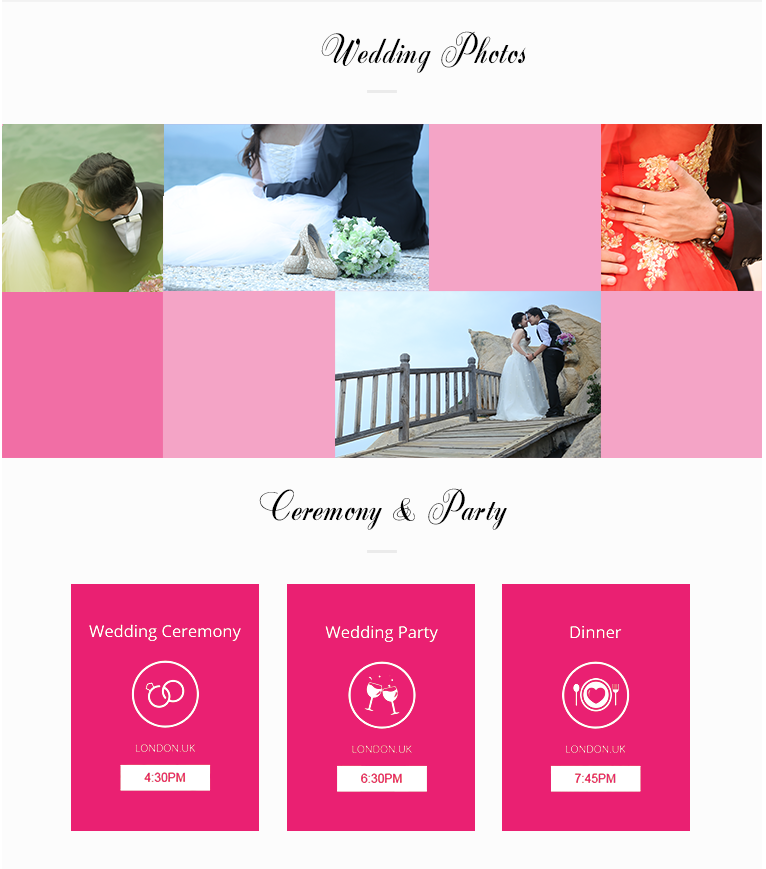 Wedding Photos
Ceremony & Party
Wedding Ceremony
LONDON.UK
4:30PM
Wedding Party
LONDON.UK
6:30PM
Dinner
LONDON.UK
7:45PM